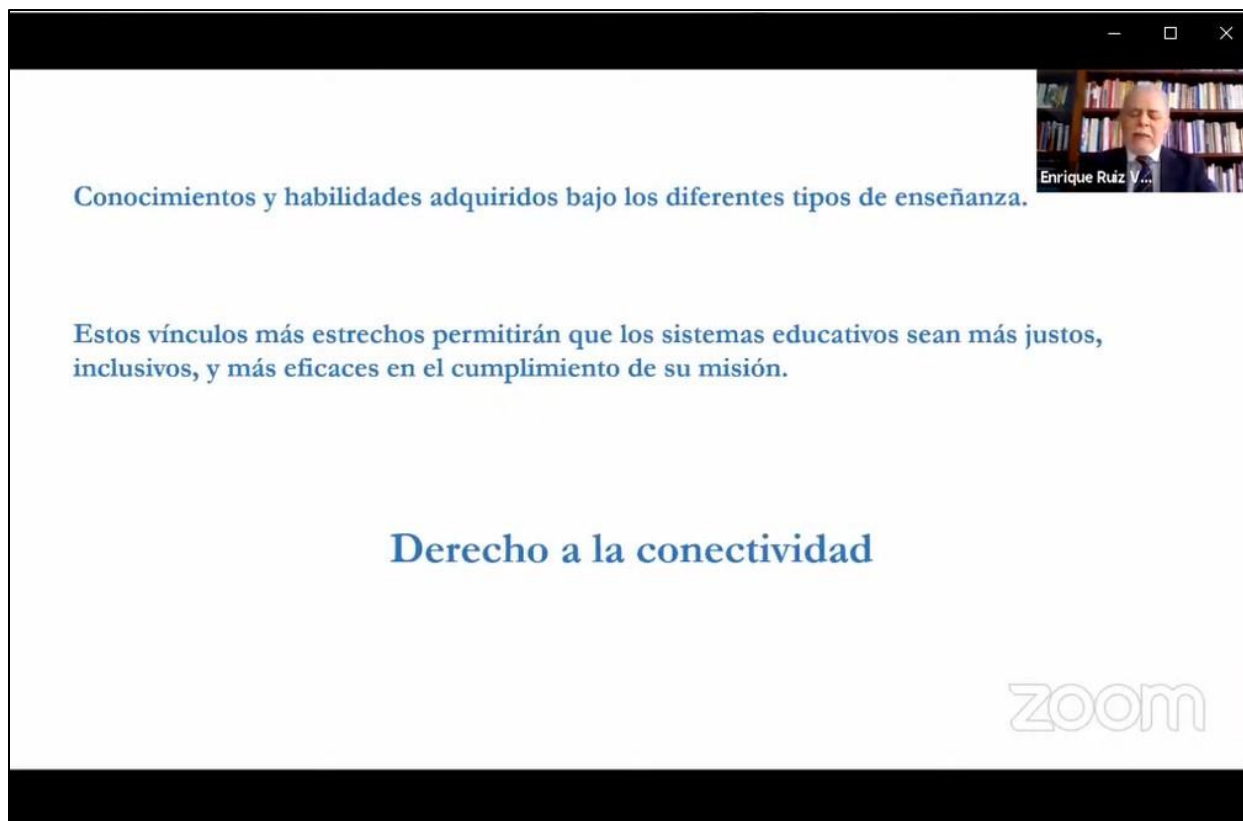 Enrique Ruiz V...
Conocimientos y habilidades adquiridos bajo los diferentes tipos de enseñanza.
Estos vínculos más estrechos permitirán que los sistemas educativos sean más justos,
inclusivos, y más eficaces en el cumplimiento de su misión.
Derecho a la conectividad
zoom